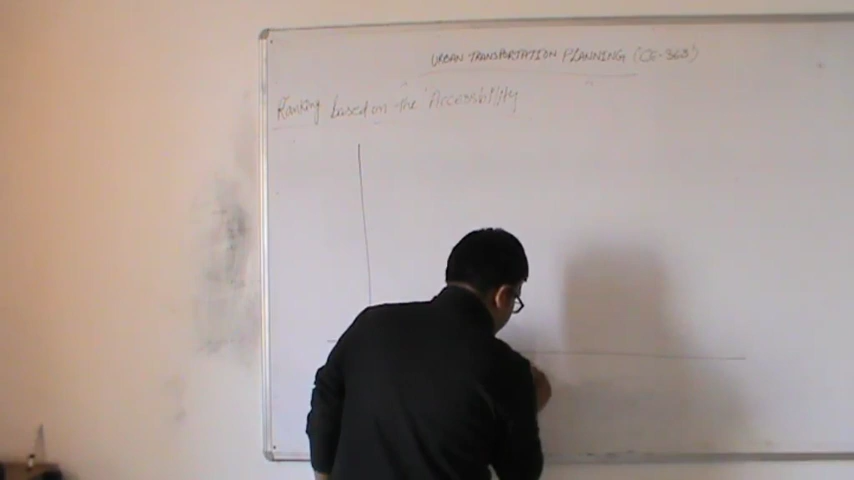 URBAN TRANSPORTATION PLANNING (CE-363)
Ranking based on the 'Accessibility